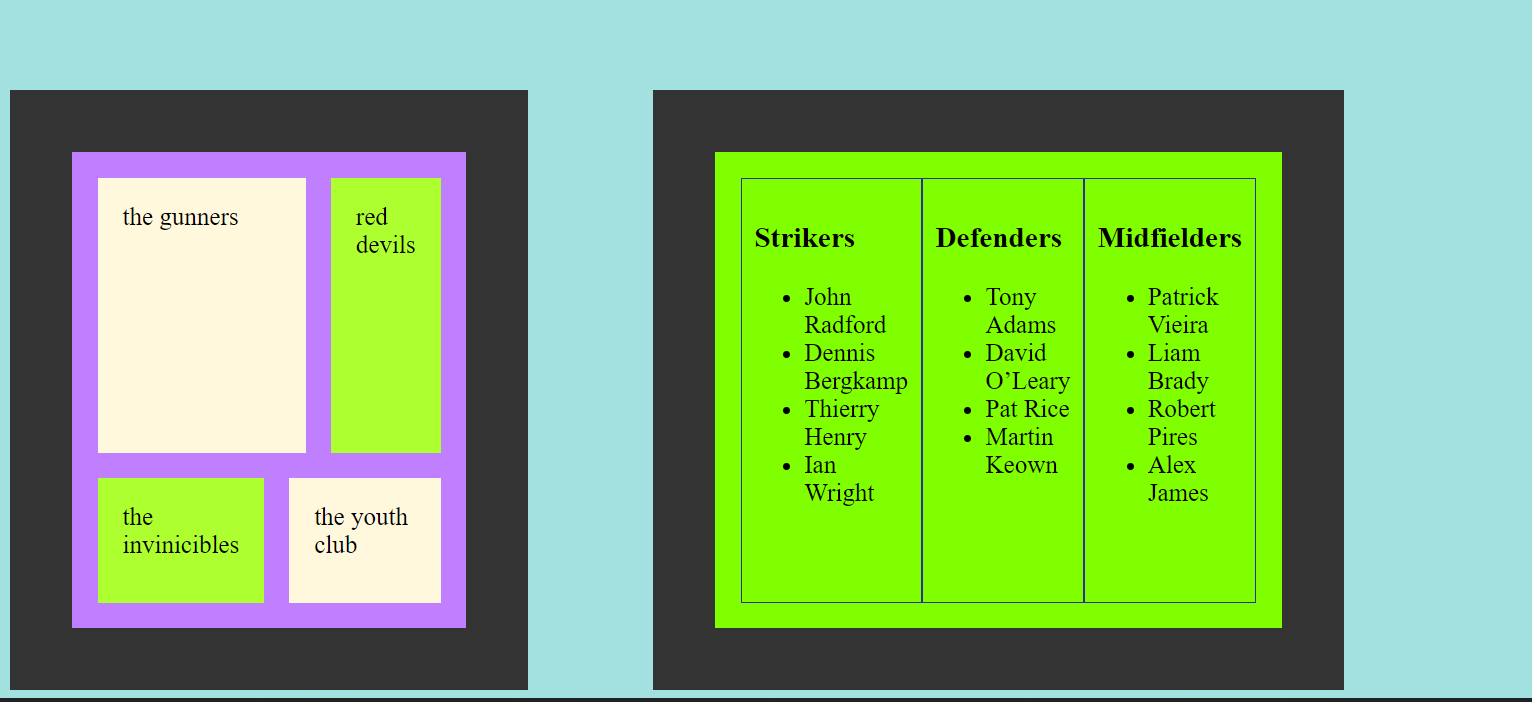 the gunners
red
devils
the
invinicibles
the youth
club
Strikers
• John
Radford
• Dennis
Bergkamp
• Thierry
Henry
• Ian
Wright
Defenders
• Tony
Adams
• David
O’Leary
• Pat Rice
• Martin
Keown
Midfielders
• Patrick
Vieira
• Liam
Brady
• Robert
Pires
• Alex
James